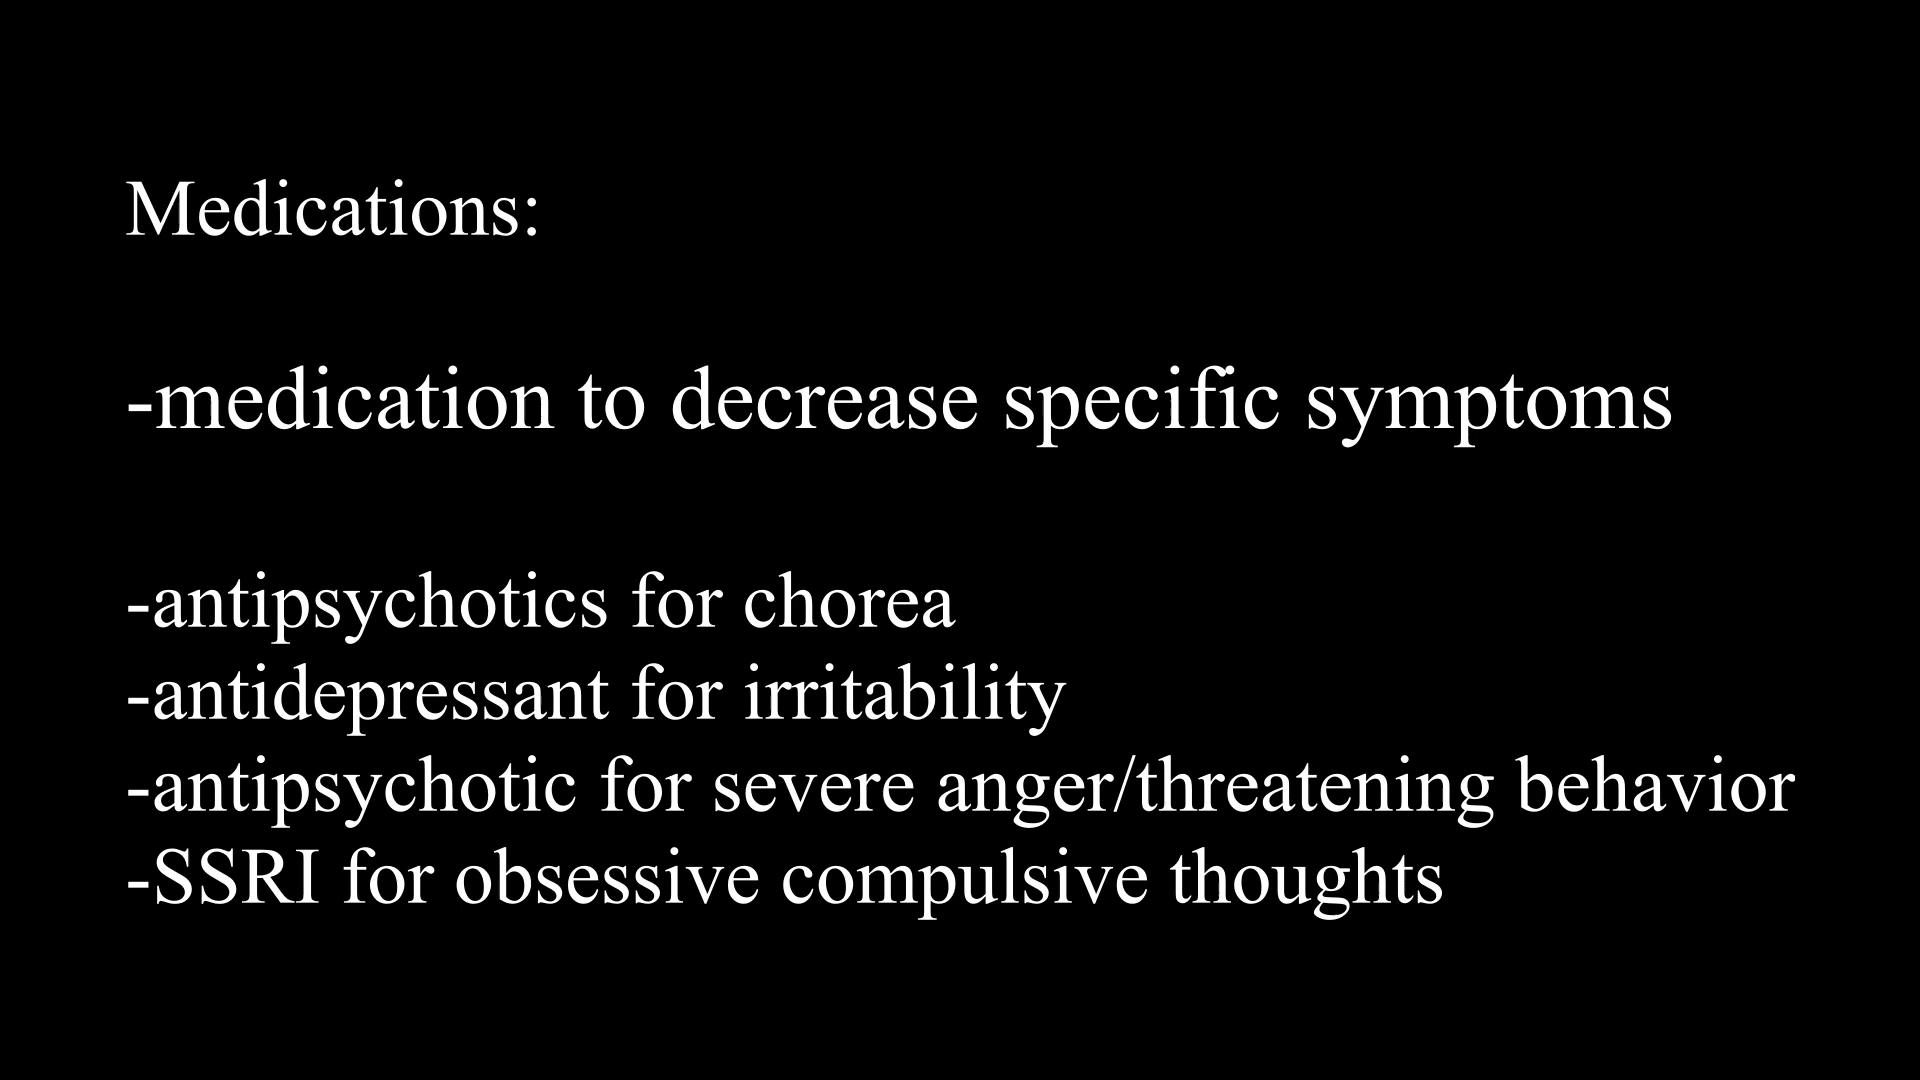 Medications:
-medication to decrease specific symptoms
-antipsychotics for chorea
-antidepressant for irritability
-antipsychotic for severe anger/threatening behavior
-SSRI for obsessive compulsive thoughts